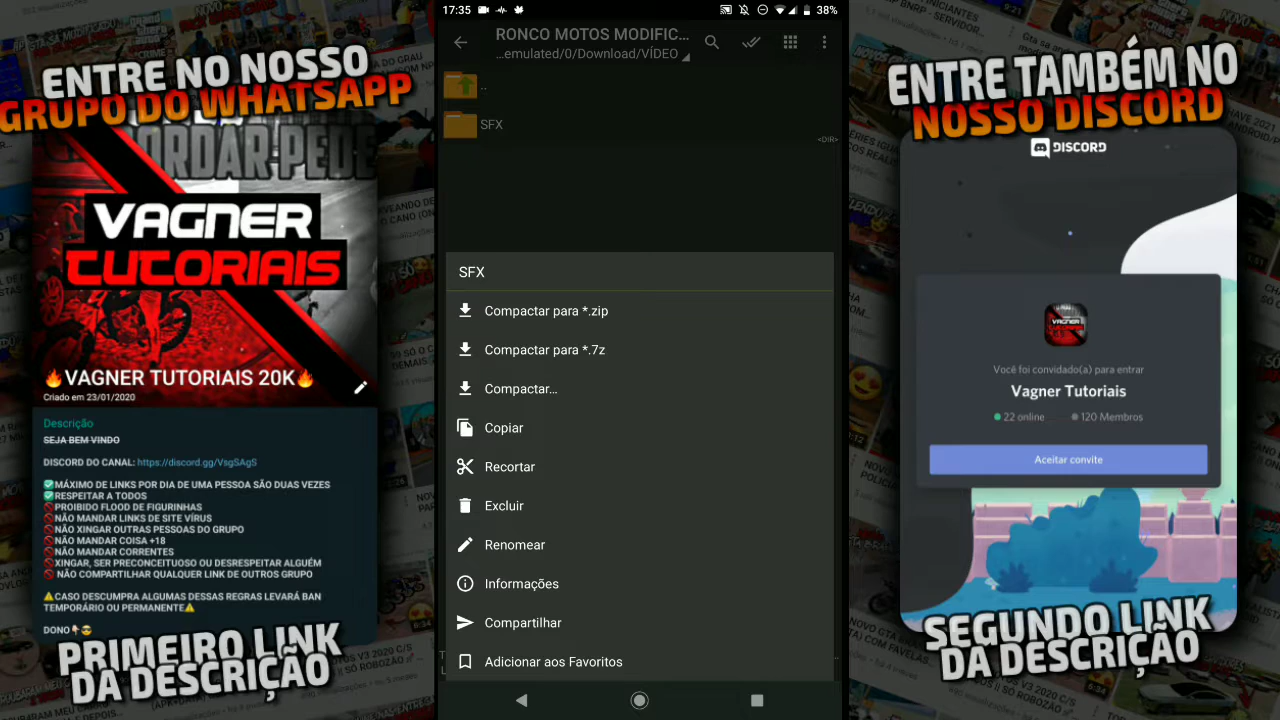 ENTRE NO NOSSO
GRUPO DO WHATSAPP
CORDAR PEDE
VAGNER
TUTORIAIS
🔥VAGNER TUTORIAIS 20K🔥
Criado em 23/01/2020
Descrição
SEJA BEM VINDO
DISCORD DO CANAL: https://discord.gg/VsgSAgS
✅MÁXIMO DE LINKS POR DIA DE UMA PESSOA SÃO DUAS VEZES
✅RESPEITAR A TODOS
🚫PROIBIDO FLOOD DE FIGURINHAS
🚫NÃO MANDAR LINKS DE SITE VÍRUS
🚫NÃO XINGAR OUTRAS PESSOAS DO GRUPO
🚫NÃO MANDAR COISA +18
🚫NÃO MANDAR CORRENTES
🚫XINGAR, SER PRECONCEITUOSO OU DESRESPEITAR ALGUÉM
🚫 NÃO COMPARTILHAR QUALQUER LINK DE OUTROS GRUPO
⚠️CASO DESCUMPRA ALGUMAS DESSAS REGRAS LEVARÁ BAN
TEMPORÁRIO OU PERMANENTE⚠️
DONO👇🏻😎
PRIMEIRO LINK
DA DESCRIÇÃO
17:35
38%
RONCO MOTOS MODIFIC...
...emulated/0/Download/VÍDEO
..
SFX
<DIR>
SFX
Compactar para *.zip
Compactar para *.7z
Compactar...
Copiar
Recortar
Excluir
Renomear
Informações
Compartilhar
Adicionar aos Favoritos
ENTRE TAMBÉM NO
NOSSO DISCORD
DISCORD
VAGNER
TUTORIAIS
Você foi convidado(a) para entrar
Vagner Tutoriais
22 online
120 Membros
Aceitar convite
SEGUNDO LINK
DA DESCRIÇÃO